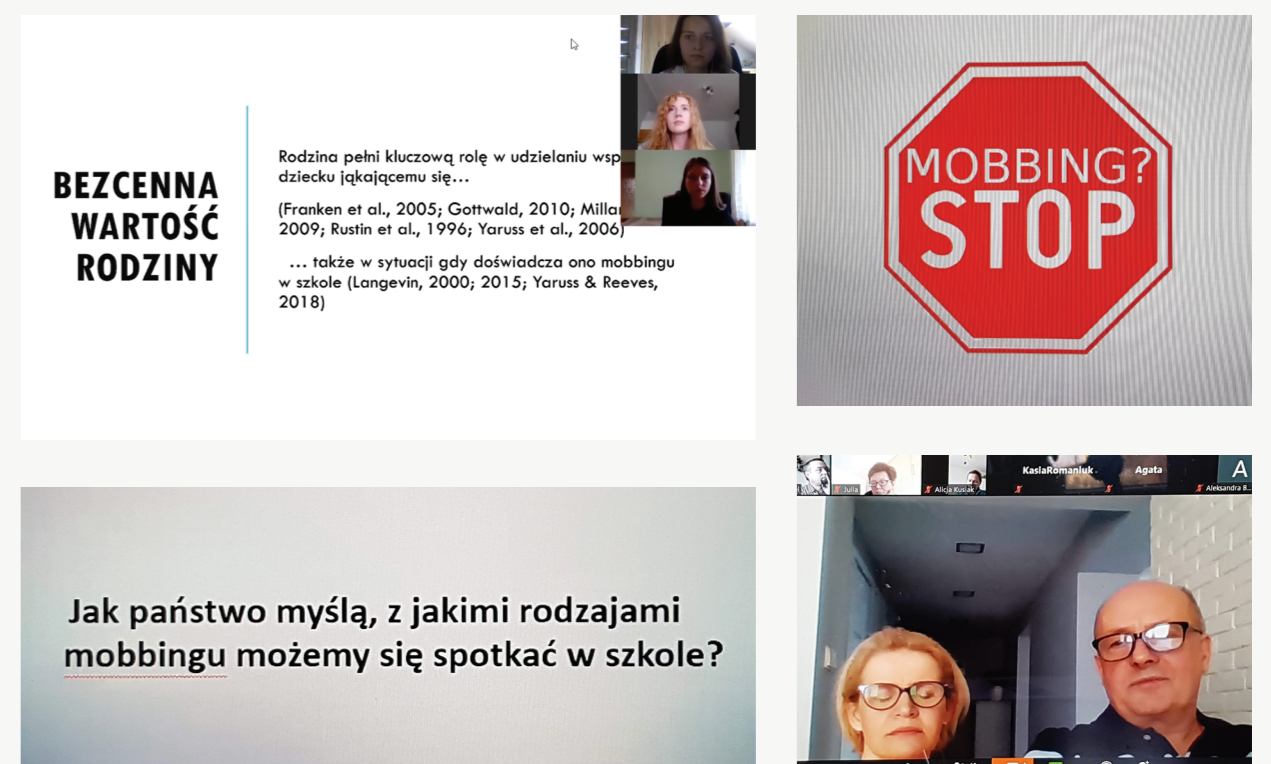 BEZCENNA
WARTOŚĆ
RODZINY
Rodzina pełni kluczową rolę w udzielaniu
dziecku jąkającemu się...
(Franken et al., 2005; Gottwald, 2010;
2009; Rustin et al., 1996; Yaruss et al., 2006)
... także w sytuacji gdy doświadcza ono mobbingu
w szkole (Langevin, 2000; 2015; Yaruss & Reeves,
2018)
MOBBING?
STOP
Jak państwo myślą, z jakimi rodzajami
mobbingu możemy się spotkać w szkole?
Julia
Alicja Kusiak
KasiaRomaniuk
Agata
A
Aleksandra B...